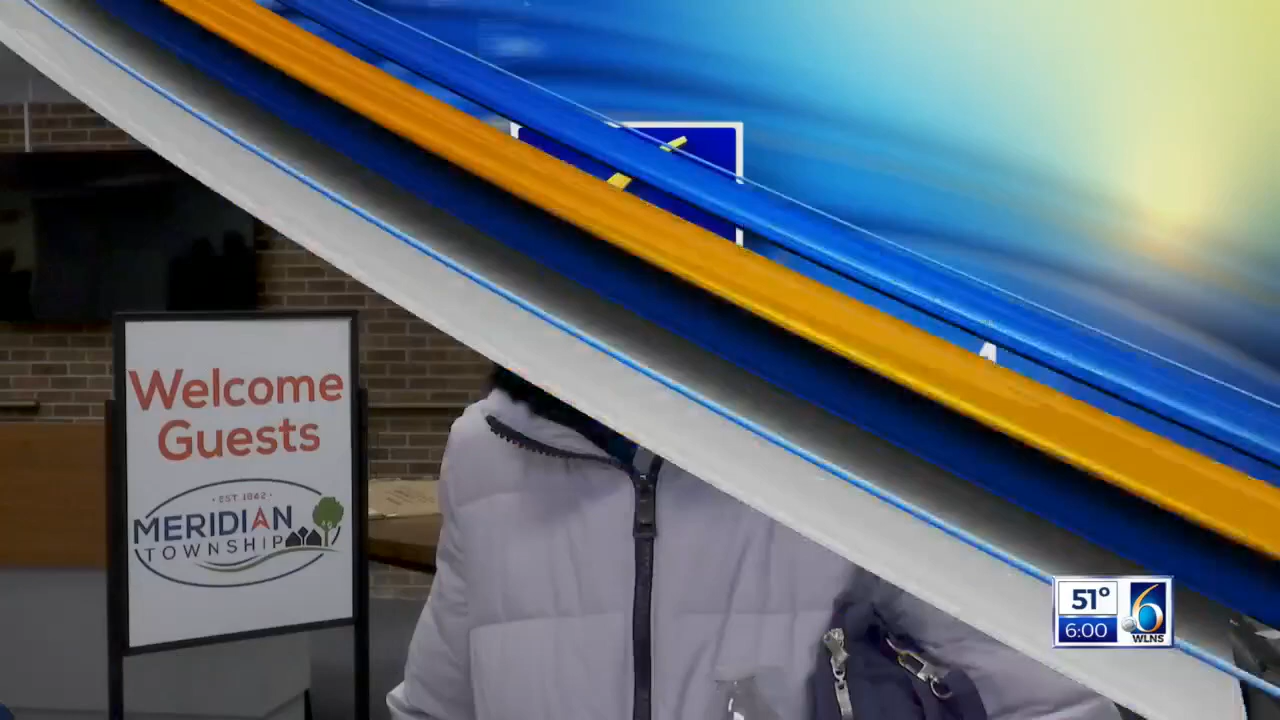 Welcome
Guests
• EST. 1842 •
MERIDIAN
TOWNSHIP
51°
6:00
6
WLNS